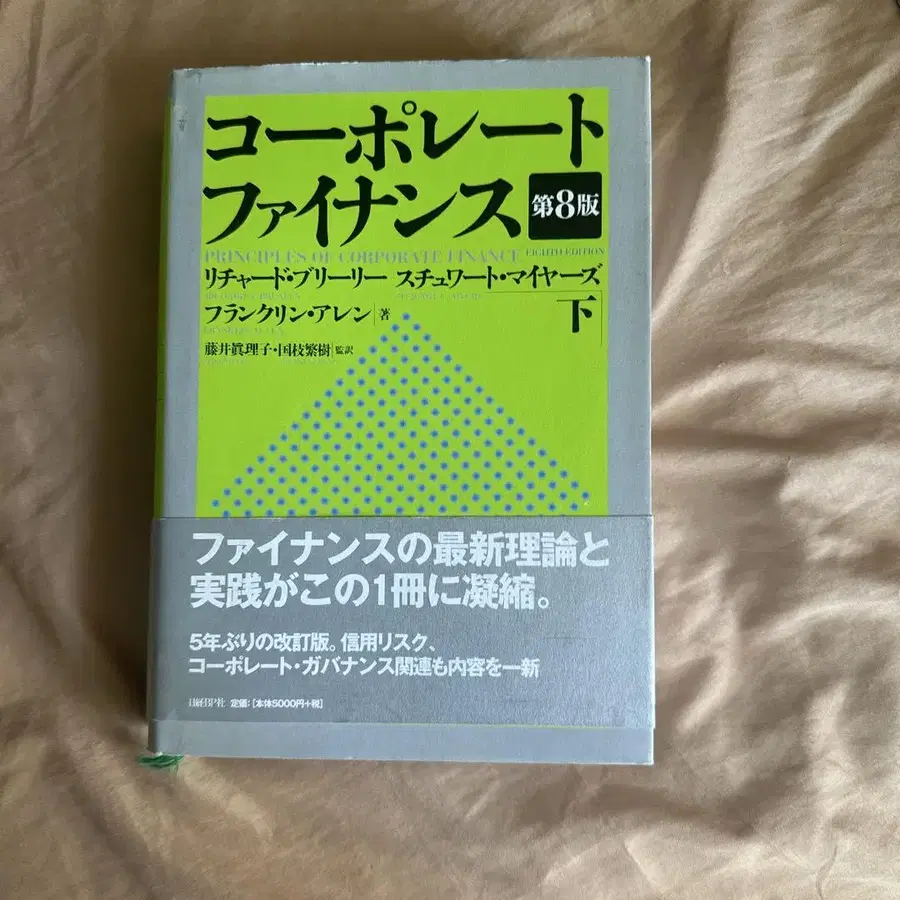 コーポレート
ファイナンス 第8版
PRINCIPLES OF CORPORATE FINANCE EIGHTH EDITION
リチャード・ブリーリー スチュワート・マイヤーズ
フランクリン・アレン 著 下
藤井眞理子・国枝繁樹 監訳
ファイナンスの最新理論と
実践がこの1冊に凝縮。
5年ぶりの改訂版。信用リスク、
コーポレート・ガバナンス関連も内容を一新
日経BP社 定価:[本体5000円+税]